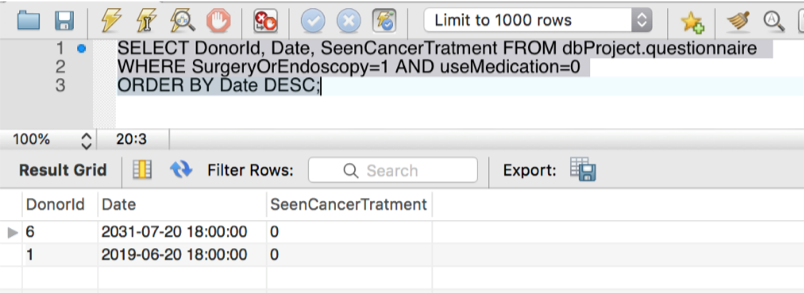 Limit to 1000 rows
1 SELECT DonorId, Date, SeenCancerTratment FROM dbProject.questionnaire
2 WHERE SurgeryOrEndoscopy=1 AND useMedication=0
3 ORDER BY Date DESC;
100% 20:3
Result Grid Filter Rows: Search Export:
DonorId Date SeenCancerTratment
6 2031-07-20 18:00:00 0
1 2019-06-20 18:00:00 0